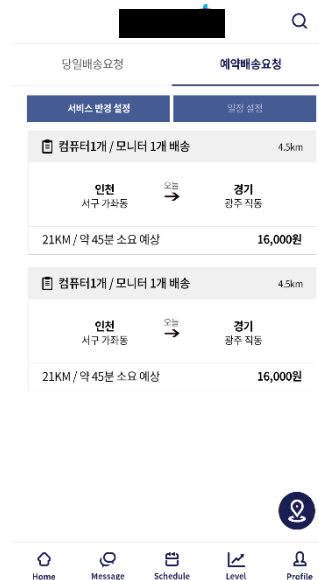 당일배송요청
예약배송요청
서비스 반경 설정
일정 설정
컴퓨터1개 / 모니터 1개 배송
4.5km
오늘
인천
경기
서구 가좌동
광주 직동
21KM / 약 45분 소요 예상
16,000원
컴퓨터1개 / 모니터 1개 배송
4.5km
오늘
인천
경기
서구 가좌동
광주 직동
21KM / 약 45분 소요 예상
16,000원
Home
Message
Schedule
Level
Profile